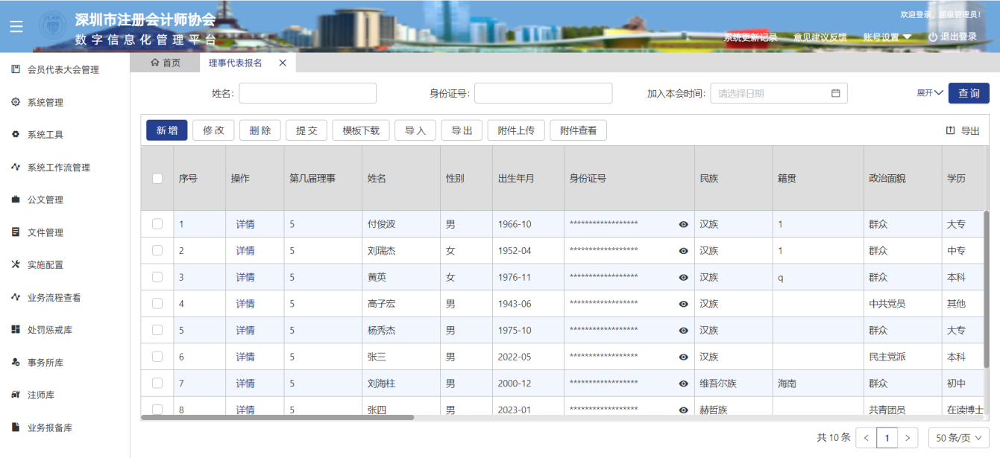 深圳市注册会计师协会
数字信息化管理平台
欢迎登录，超级管理员！
系统更新记录 意见建议反馈 账号设置 退出登录
会员代表大会管理
系统管理
系统工具
系统工作流管理
公文管理
文件管理
实施配置
业务流程查看
处罚惩戒库
事务所库
注师库
业务报备库
首页 理事代表报名
姓名: 身份证号: 加入本会时间: 请选择日期 展开 查 询
新 增 修 改 删 除 提 交 模板下载 导 入 导 出 附件上传 附件查看 导出
序号 操作 第几届理事 姓名 性别 出生年月 身份证号 民族 籍贯 政治面貌 学历
1 详情 5 付俊波 男 1966-10 ****************** 汉族 1 群众 大专
2 详情 5 刘瑞杰 女 1952-04 ****************** 汉族 1 群众 中专
3 详情 5 黄英 女 1976-11 ****************** 汉族 q 群众 本科
4 详情 5 高子宏 男 1943-06 ****************** 汉族 中共党员 其他
5 详情 5 杨秀杰 男 1975-10 ****************** 汉族 群众 大专
6 详情 5 张三 男 2022-05 ****************** 汉族 民主党派 本科
7 详情 5 刘海柱 男 2000-12 ****************** 维吾尔族 海南 群众 初中
8 详情 5 张四 男 2023-01 ****************** 赫哲族 共青团员 在读博士
共 10 条 < 1 > 50 条/页